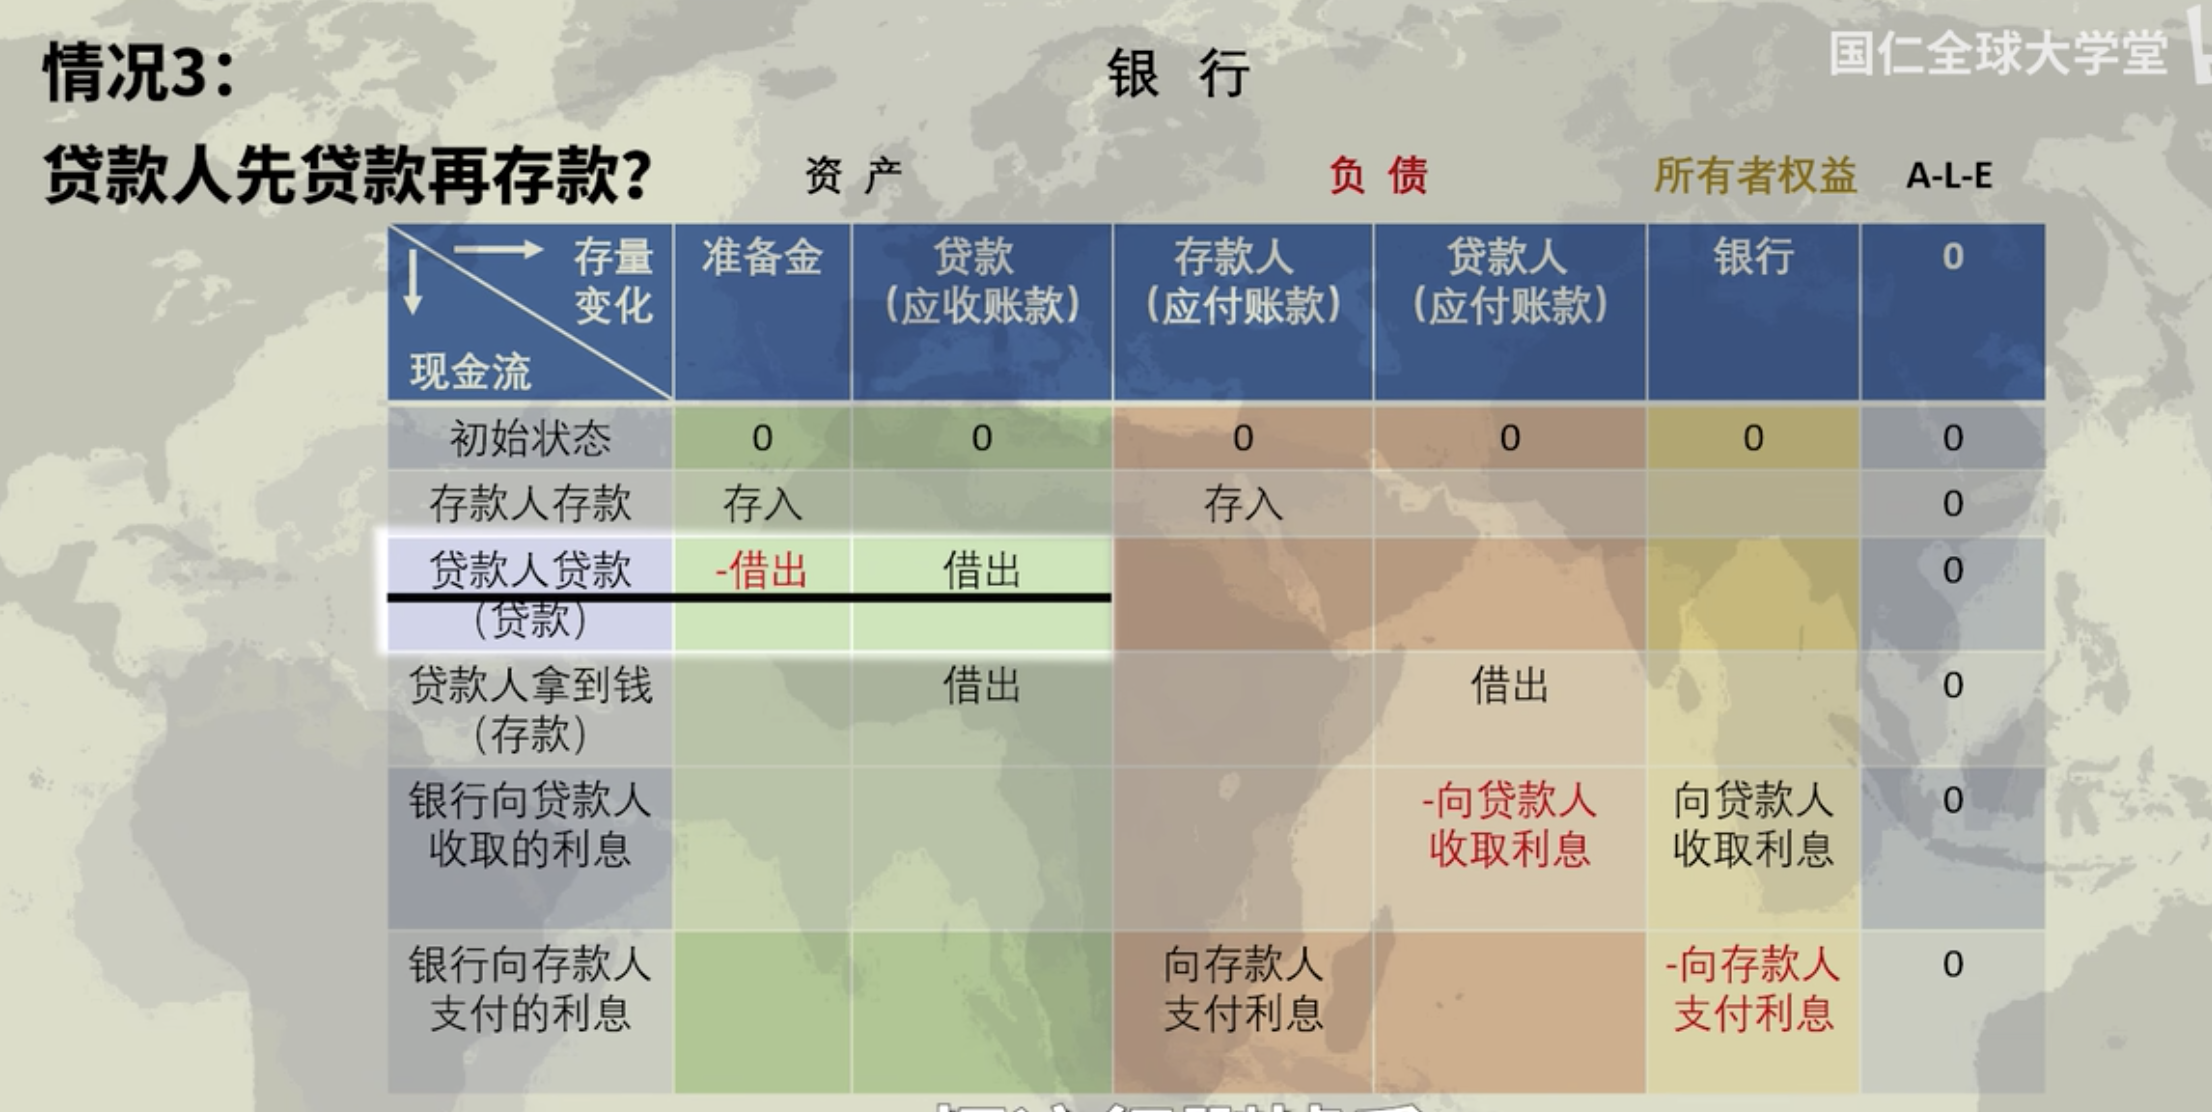 情况3：
银 行
国仁全球大学堂
贷款人先贷款再存款？
资 产
负 债
所有者权益
A-L-E
存量
变化
现金流
准备金
贷款
（应收账款）
存款人
（应付账款）
贷款人
（应付账款）
银行
0
初始状态
0
0
0
0
0
0
存款人存款
存入
存入
0
贷款人贷款
（贷款）
-借出
借出
0
贷款人拿到钱
（存款）
借出
借出
0
银行向贷款人
收取的利息
-向贷款人
收取利息
向贷款人
收取利息
0
银行向存款人
支付的利息
向存款人
支付利息
-向存款人
支付利息
0